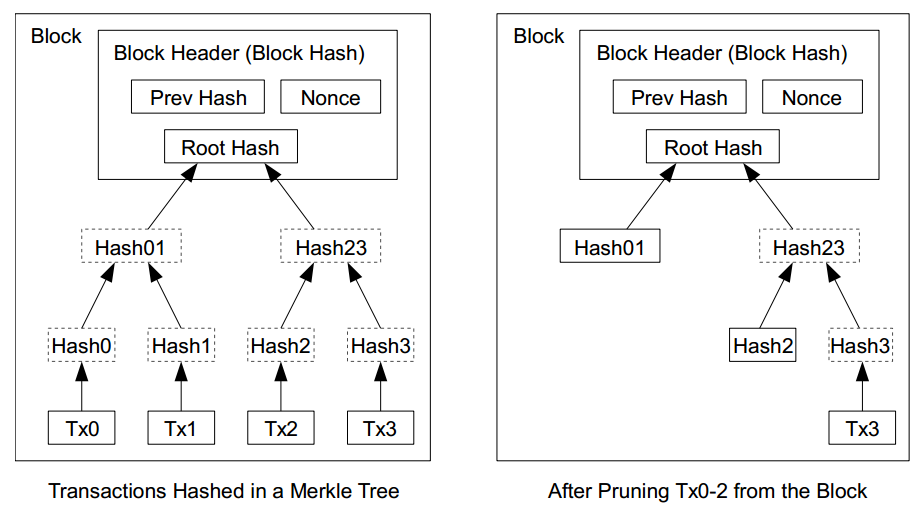 Block
Block Header (Block Hash)
Prev Hash
Nonce
Root Hash
Hash01
Hash23
Hash0
Hash1
Hash2
Hash3
Tx0
Tx1
Tx2
Tx3
Transactions Hashed in a Merkle Tree
Block
Block Header (Block Hash)
Prev Hash
Nonce
Root Hash
Hash01
Hash23
Hash2
Hash3
Tx3
After Pruning Tx0-2 from the Block